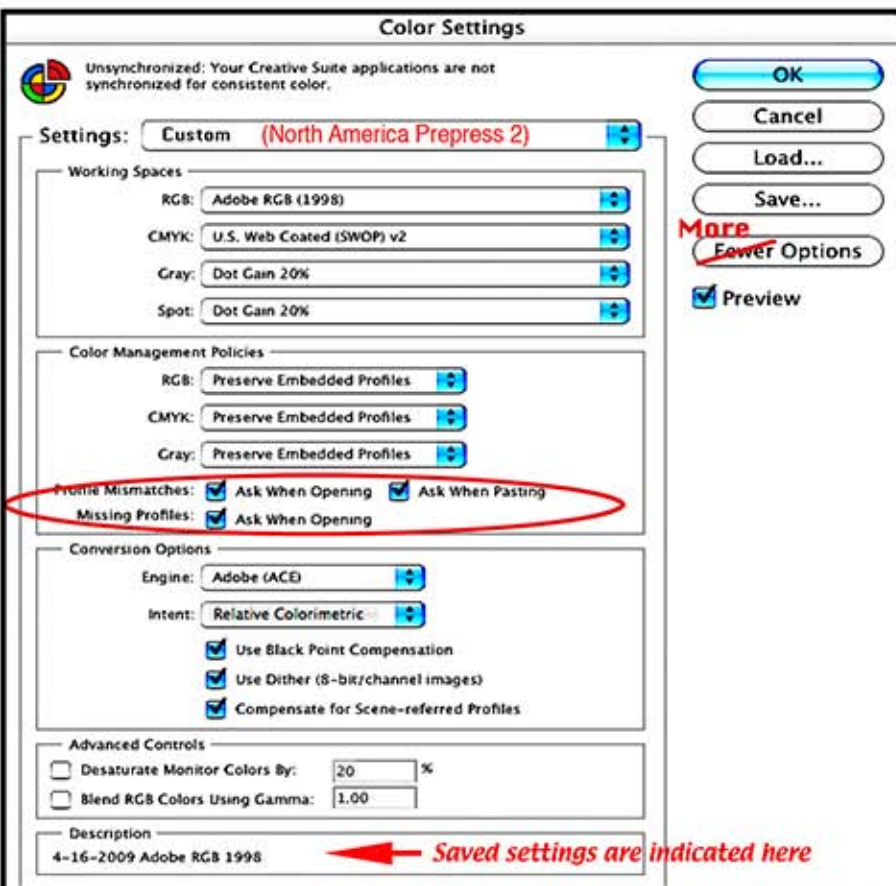 Color Settings
Unsynchronized: Your Creative Suite applications are not
synchronized for consistent color.
OK
Cancel
Load...
Save...
More
Fewer Options
Preview
Settings: Custom (North America Prepress 2)
Working Spaces
RGB: Adobe RGB (1998)
CMYK: U.S. Web Coated (SWOP) v2
Gray: Dot Gain 20%
Spot: Dot Gain 20%
Color Management Policies
RGB: Preserve Embedded Profiles
CMYK: Preserve Embedded Profiles
Gray: Preserve Embedded Profiles
Profile Mismatches: Ask When Opening Ask When Pasting
Missing Profiles: Ask When Opening
Conversion Options
Engine: Adobe (ACE)
Intent: Relative Colorimetric
Use Black Point Compensation
Use Dither (8-bit/channel images)
Compensate for Scene-referred Profiles
Advanced Controls
Desaturate Monitor Colors By: 20 %
Blend RGB Colors Using Gamma: 1.00
Description
4-16-2009 Adobe RGB 1998 Saved settings are indicated here